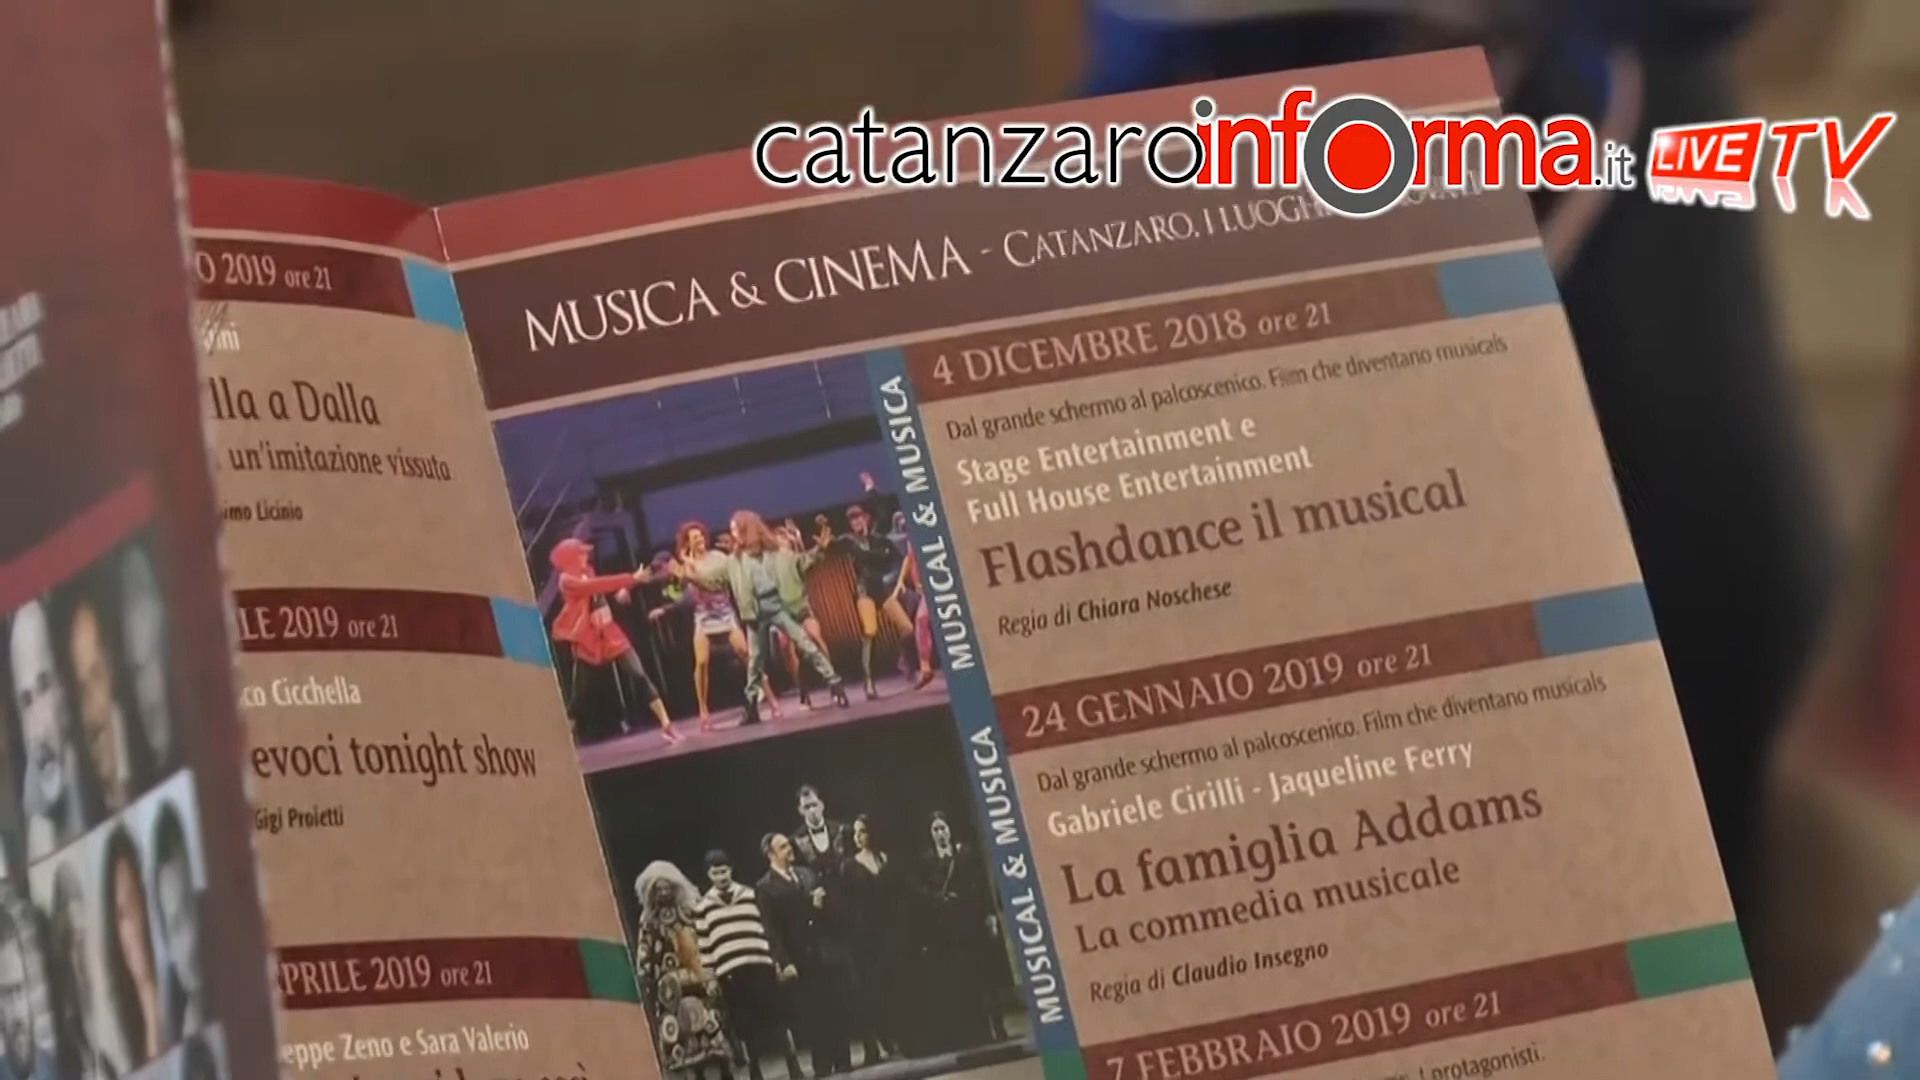 catanzaroinforma.it LIVE TV
O 2019 ore 21
lla a Dalla
un'imitazione vissuta
imo Licinio
LE 2019 ore 21
co Cicchella
evoci tonight show
Gigi Proietti
PRILE 2019 ore 21
eppe Zeno e Sara Valerio
MUSICA & CINEMA - CATANZARO. I LUOGHI
MUSICAL & MUSICA
4 DICEMBRE 2018 ore 21
Dal grande schermo al palcoscenico. Film che diventano musicals
Stage Entertainment e
Full House Entertainment
Flashdance il musical
Regia di Chiara Noschese
MUSICAL & MUSICA
24 GENNAIO 2019 ore 21
Dal grande schermo al palcoscenico. Film che diventano musicals
Gabriele Cirilli - Jaqueline Ferry
La famiglia Addams
La commedia musicale
Regia di Claudio Insegno
7 FEBBRAIO 2019 ore 21
I protagonisti.